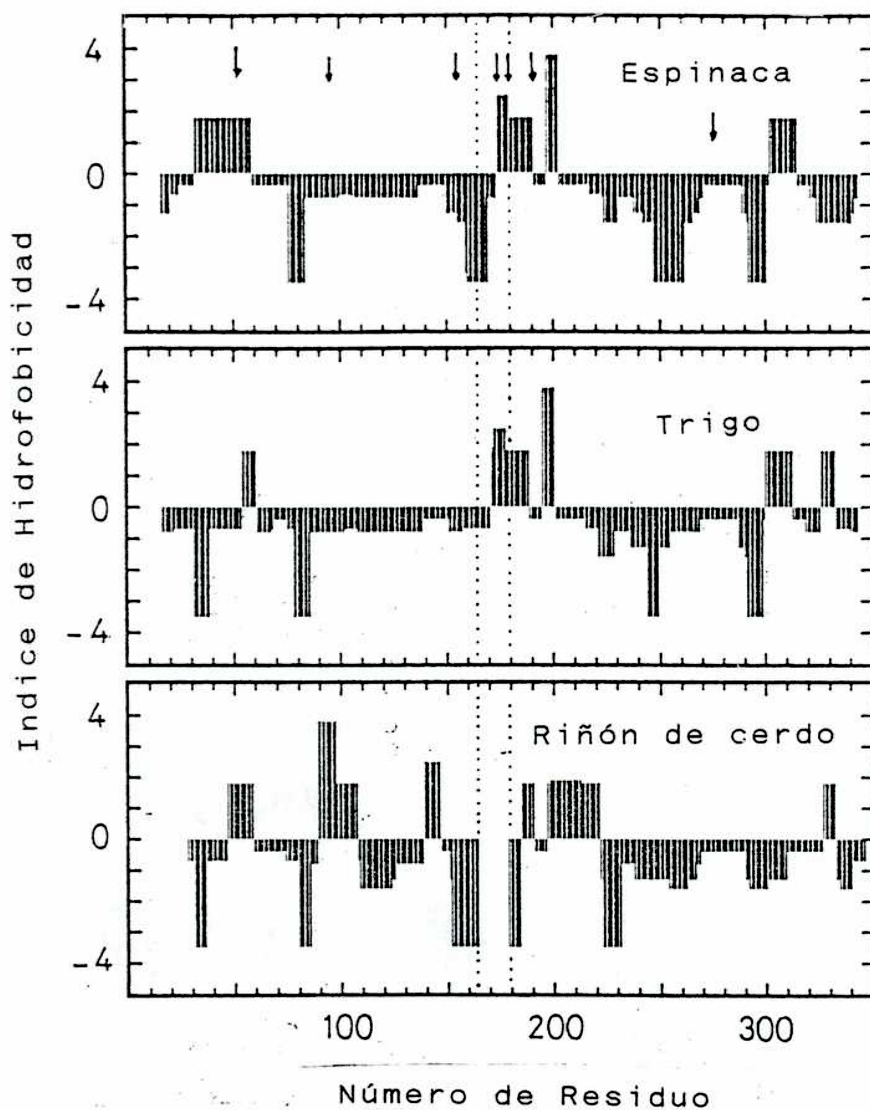 Indice de Hidrofobicidad
4
0
-4
Espinaca
4
0
-4
Trigo
4
0
-4
Riñón de cerdo
100
200
300
Número de Residuo